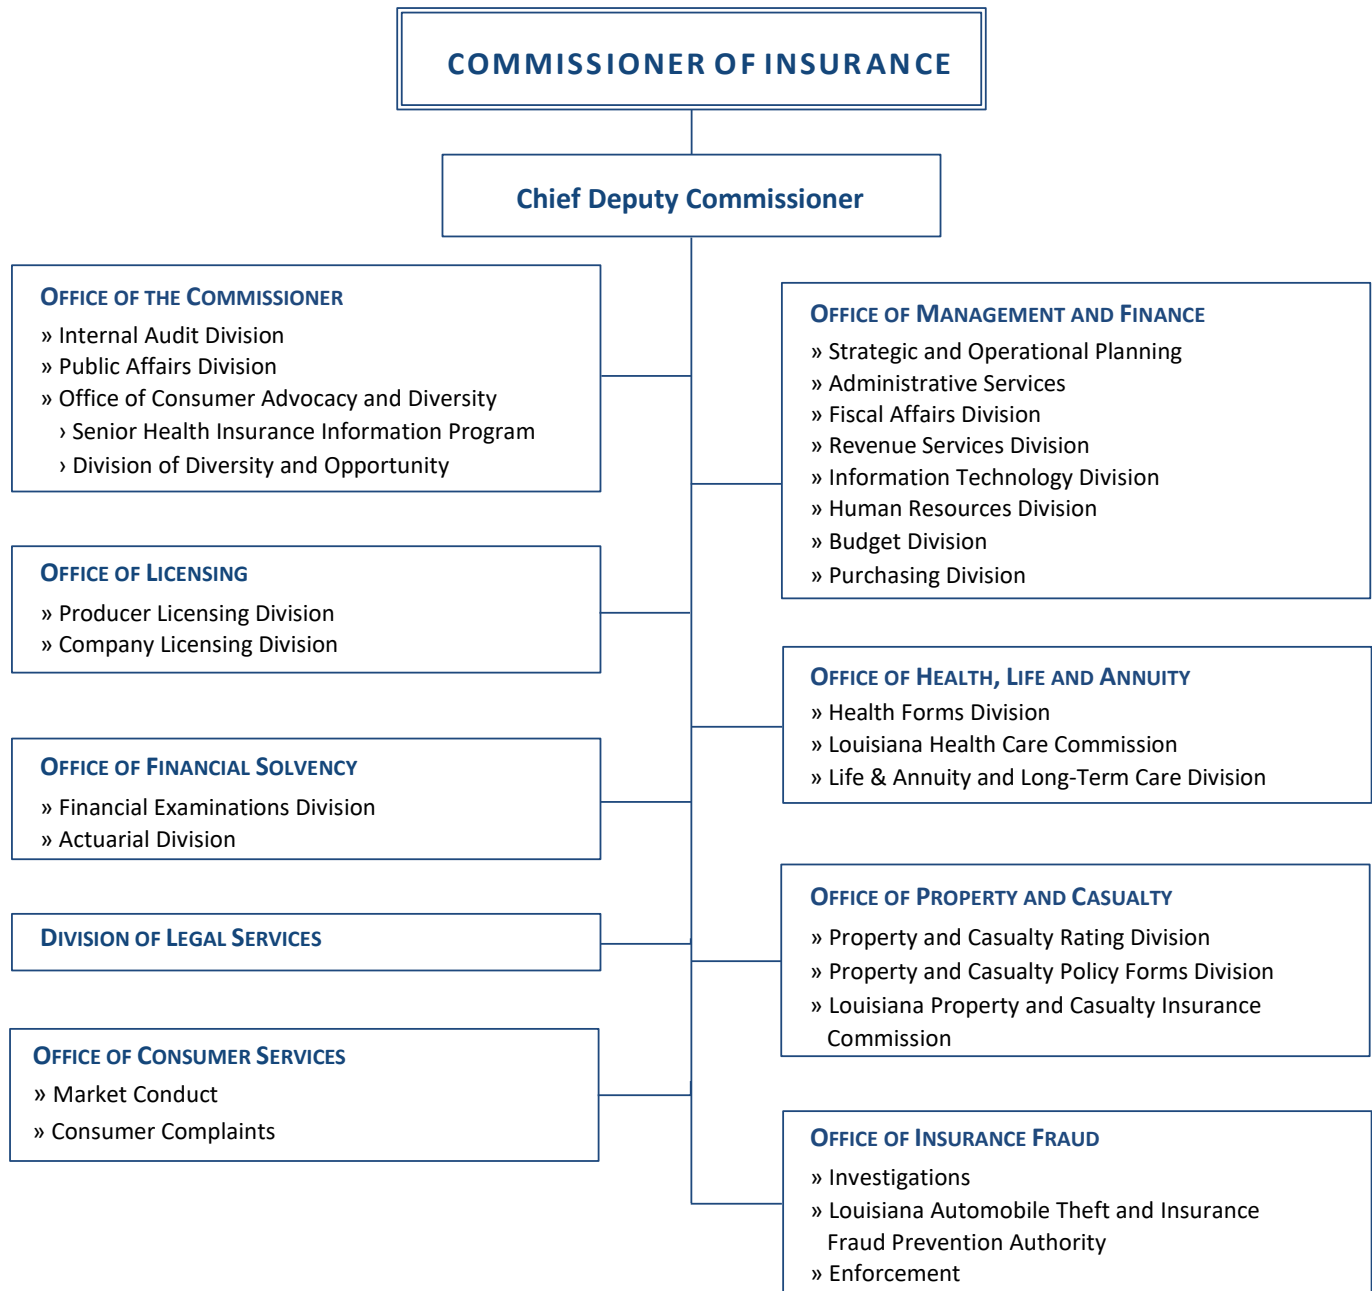 COMMISSIONER OF INSURANCE
Chief Deputy Commissioner
OFFICE OF THE COMMISSIONER
» Internal Audit Division
» Public Affairs Division
» Office of Consumer Advocacy and Diversity
› Senior Health Insurance Information Program
› Division of Diversity and Opportunity
OFFICE OF LICENSING
» Producer Licensing Division
» Company Licensing Division
OFFICE OF FINANCIAL SOLVENCY
» Financial Examinations Division
» Actuarial Division
DIVISION OF LEGAL SERVICES
OFFICE OF CONSUMER SERVICES
» Market Conduct
» Consumer Complaints
OFFICE OF MANAGEMENT AND FINANCE
» Strategic and Operational Planning
» Administrative Services
» Fiscal Affairs Division
» Revenue Services Division
» Information Technology Division
» Human Resources Division
» Budget Division
» Purchasing Division
OFFICE OF HEALTH, LIFE AND ANNUITY
» Health Forms Division
» Louisiana Health Care Commission
» Life & Annuity and Long-Term Care Division
OFFICE OF PROPERTY AND CASUALTY
» Property and Casualty Rating Division
» Property and Casualty Policy Forms Division
» Louisiana Property and Casualty Insurance
Commission
OFFICE OF INSURANCE FRAUD
» Investigations
» Louisiana Automobile Theft and Insurance
Fraud Prevention Authority
» Enforcement